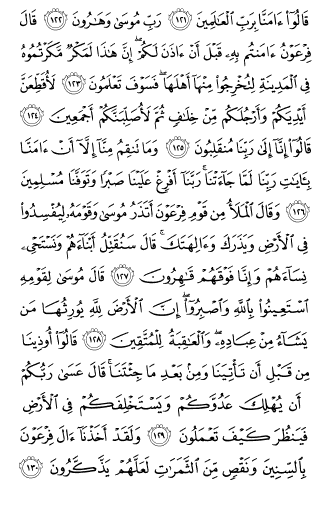 قَالُوٓا۟ ءَامَنَّا بِرَبِّ ٱلْعَٰلَمِينَ ١٢١ رَبِّ مُوسَىٰ وَهَٰرُونَ ١٢٢ قَالَ
فِرْعَوْنُ ءَامَنتُم بِهِۦ قَبْلَ أَنْ ءَاذَنَ لَكُمْ ۖ إِنَّ هَٰذَا لَمَكْرٌ مَّكَرْتُمُوهُ
فِى ٱلْمَدِينَةِ لِتُخْرِجُوا۟ مِنْهَآ أَهْلَهَا ۖ فَسَوْفَ تَعْلَمُونَ ١٢٣ لَأُقَطِّعَنَّ
أَيْدِيَكُمْ وَأَرْجُلَكُم مِّنْ خِلَٰفٍ ثُمَّ لَأُصَلِّبَنَّكُمْ أَجْمَعِينَ ١٢٤
قَالُوٓا۟ إِنَّآ إِلَىٰ رَبِّنَا مُنقَلِبُونَ ١٢٥ وَمَا تَنقِمُ مِنَّآ إِلَّآ أَنْ ءَامَنَّا
بِـَٔايَٰتِ رَبِّنَا لَمَّا جَآءَتْنَا ۚ رَبَّنَآ أَفْرِغْ عَلَيْنَا صَبْرًا وَتَوَفَّنَا مُسْلِمِينَ
١٢٦ وَقَالَ ٱلْمَلَأُ مِن قَوْمِ فِرْعَوْنَ أَتَذَرُ مُوسَىٰ وَقَوْمَهُۥ لِيُفْسِدُوا۟
فِى ٱلْأَرْضِ وَيَذَرَكَ وَءَالِهَتَكَ ۚ قَالَ سَنُقَتِّلُ أَبْنَآءَهُمْ وَنَسْتَحْىِۦ
نِسَآءَهُمْ وَإِنَّا فَوْقَهُمْ قَٰهِرُونَ ١٢٧ قَالَ مُوسَىٰ لِقَوْمِهِ
ٱسْتَعِينُوا۟ بِٱللَّهِ وَٱصْبِرُوٓا۟ ۖ إِنَّ ٱلْأَرْضَ لِلَّهِ يُورِثُهَا مَن
يَشَآءُ مِنْ عِبَادِهِۦ ۖ وَٱلْعَٰقِبَةُ لِلْمُتَّقِينَ ١٢٨ قَالُوٓا۟ أُوذِينَا
مِن قَبْلِ أَن تَأْتِيَنَا وَمِنۢ بَعْدِ مَا جِئْتَنَا ۚ قَالَ عَسَىٰ رَبُّكُمْ
أَن يُهْلِكَ عَدُوَّكُمْ وَيَسْتَخْلِفَكُمْ فِى ٱلْأَرْضِ
فَيَنظُرَ كَيْفَ تَعْمَلُونَ ١٢٩ وَلَقَدْ أَخَذْنَآ ءَالَ فِرْعَوْنَ
بِٱلسِّنِينَ وَنَقْصٍ مِّنَ ٱلثَّمَرَٰتِ لَعَلَّهُمْ يَذَّكَّرُونَ ١٣٠